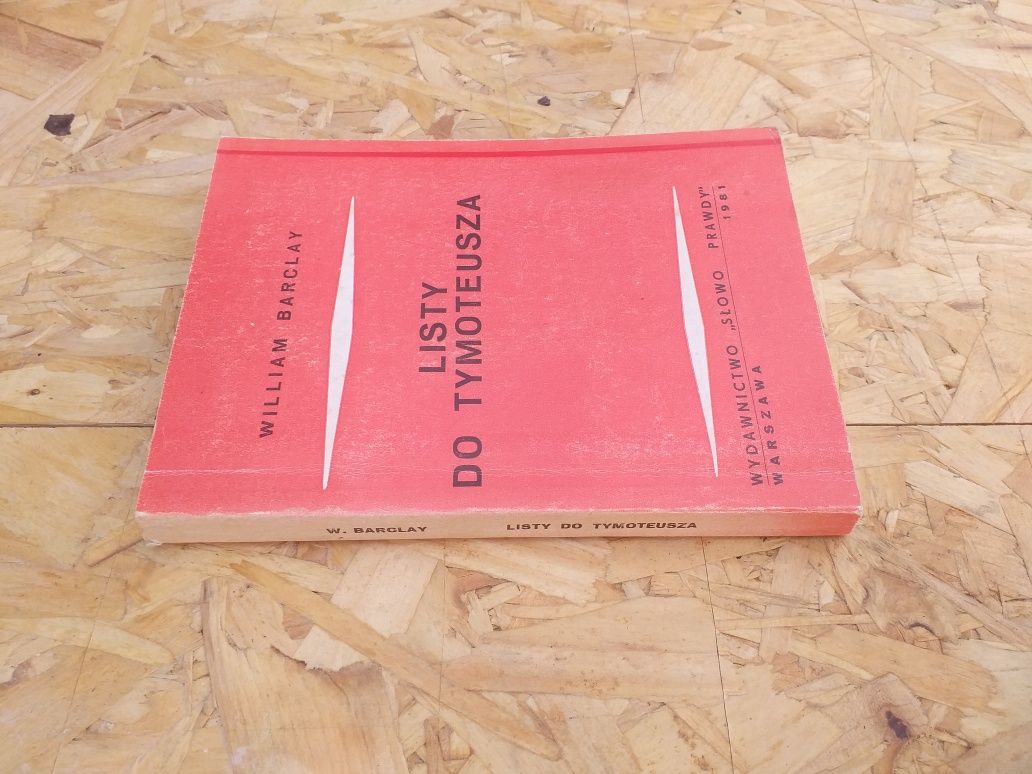 WILLIAM BARCLAY
LISTY
DO TYMOTEUSZA
WYDAWNICTWO „SŁOWO PRAWDY”
WARSZAWA 1981
W. BARCLAY LISTY DO TYMOTEUSZA